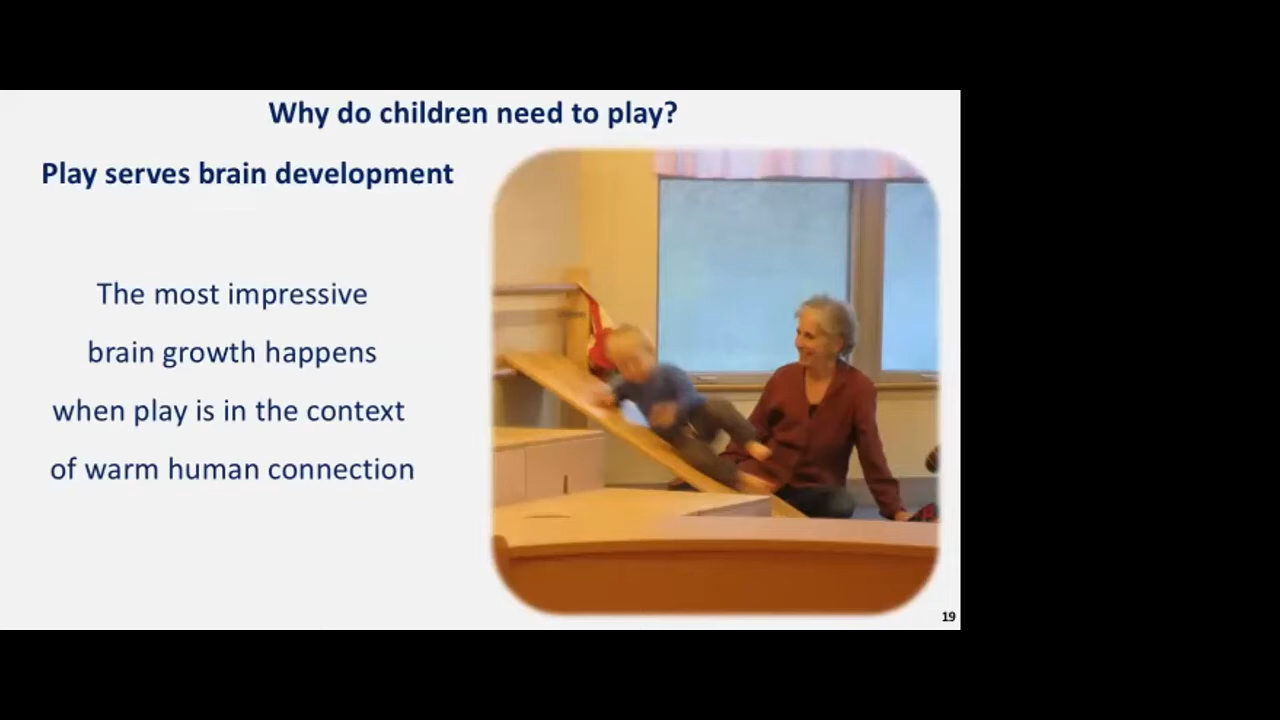 Why do children need to play?
Play serves brain development
The most impressive
brain growth happens
when play is in the context
of warm human connection
19